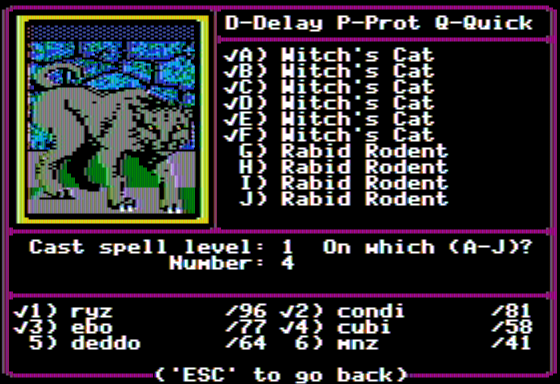 D-Delay P-Prot Q-Quick
√A) Witch's Cat
√B) Witch's Cat
√C) Witch's Cat
√D) Witch's Cat
√E) Witch's Cat
√F) Witch's Cat
G) Rabid Rodent
H) Rabid Rodent
I) Rabid Rodent
J) Rabid Rodent
Cast spell level: 1 On which (A-J)?
Number: 4
√1) ryz /96 √2) condi /81
√3) ebo /77 √4) cubi /58
5) deddo /64 6) mnz /41
('ESC' to go back)